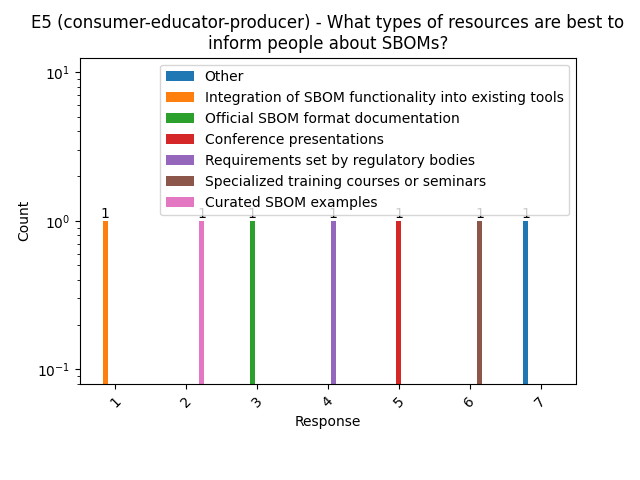 E5 (consumer-educator-producer) - What types of resources are best to
inform people about SBOMs?
10¹
10⁰
10⁻¹
Count
Other
Integration of SBOM functionality into existing tools
Official SBOM format documentation
Conference presentations
Requirements set by regulatory bodies
Specialized training courses or seminars
Curated SBOM examples
1 1 1 1 1 1 1
1 2 3 4 5 6 7
Response